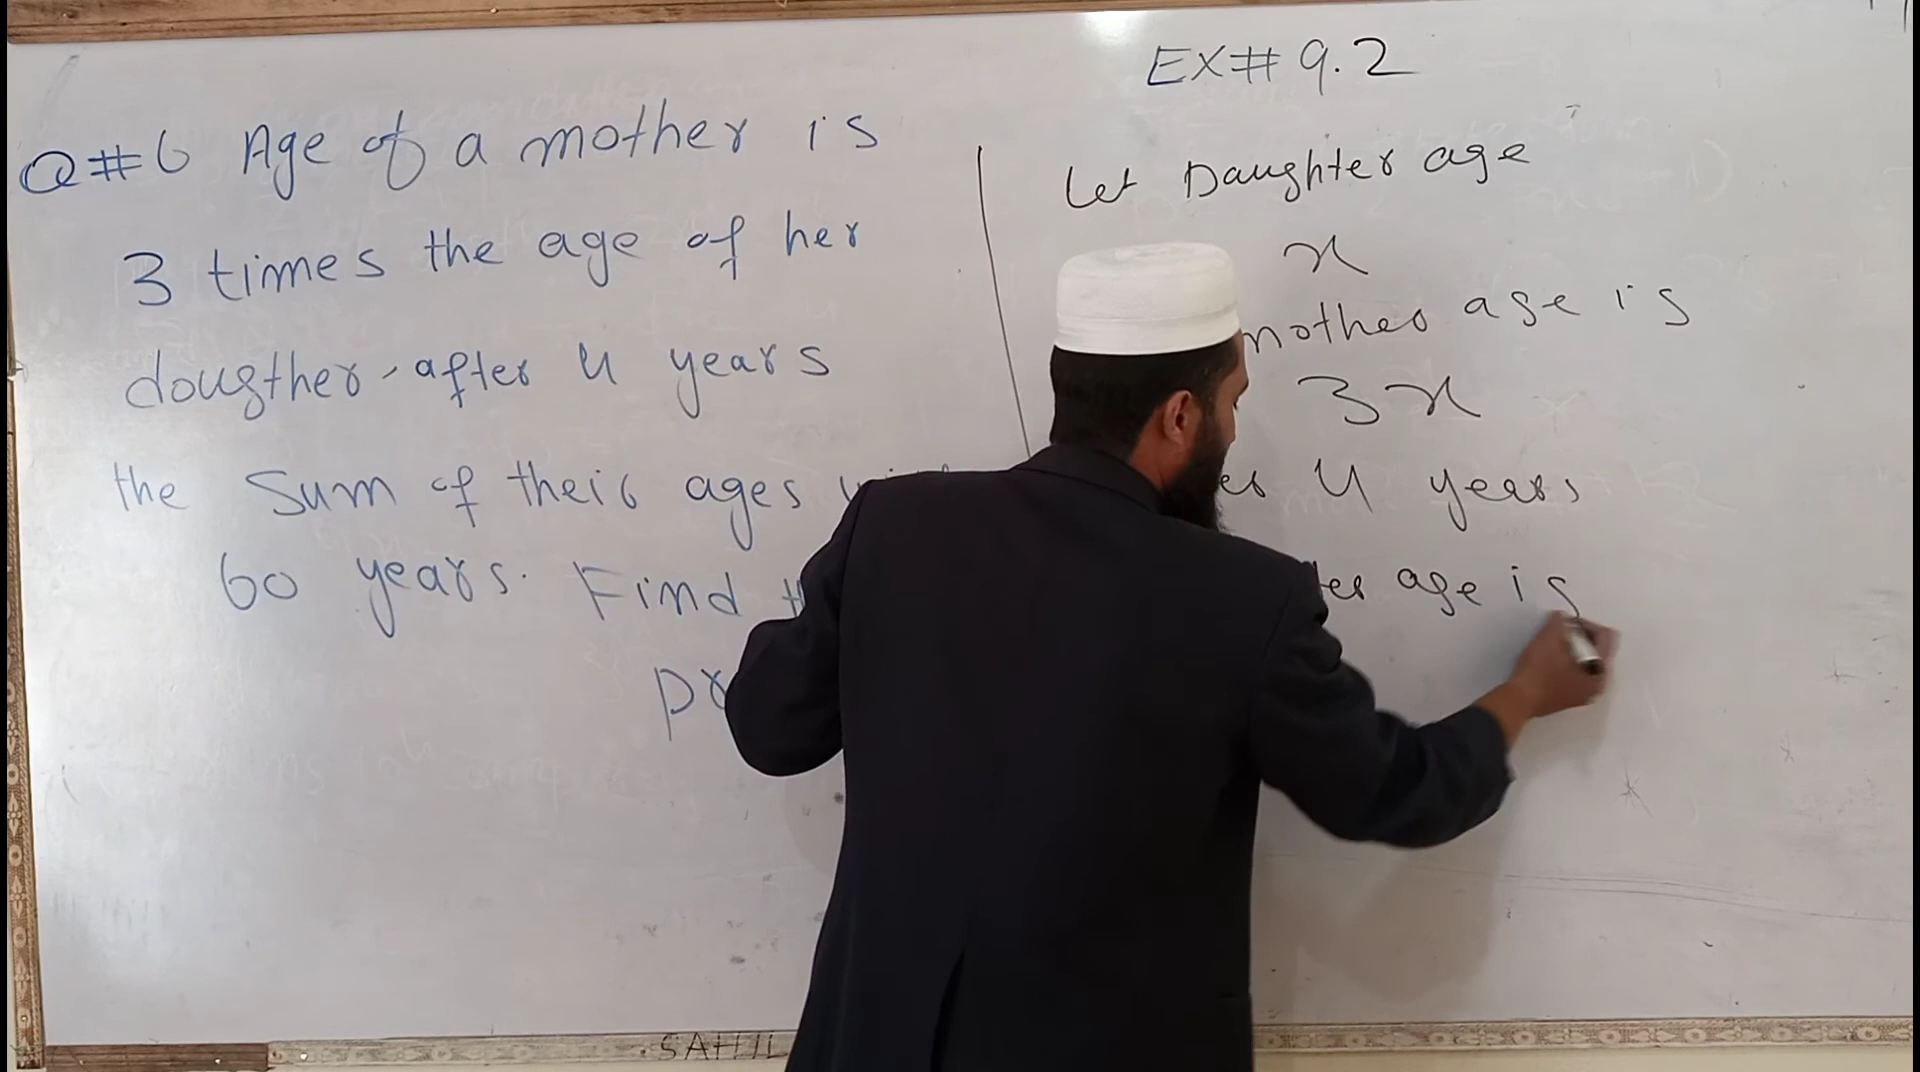 EX# 9.2
Q#6 Age of a mother is
3 times the age of her
dougther after 4 years
the Sum of their ages
60 years. Find
Let Daughter age
x
mother age is
3x
4 years
age is
SAHIL